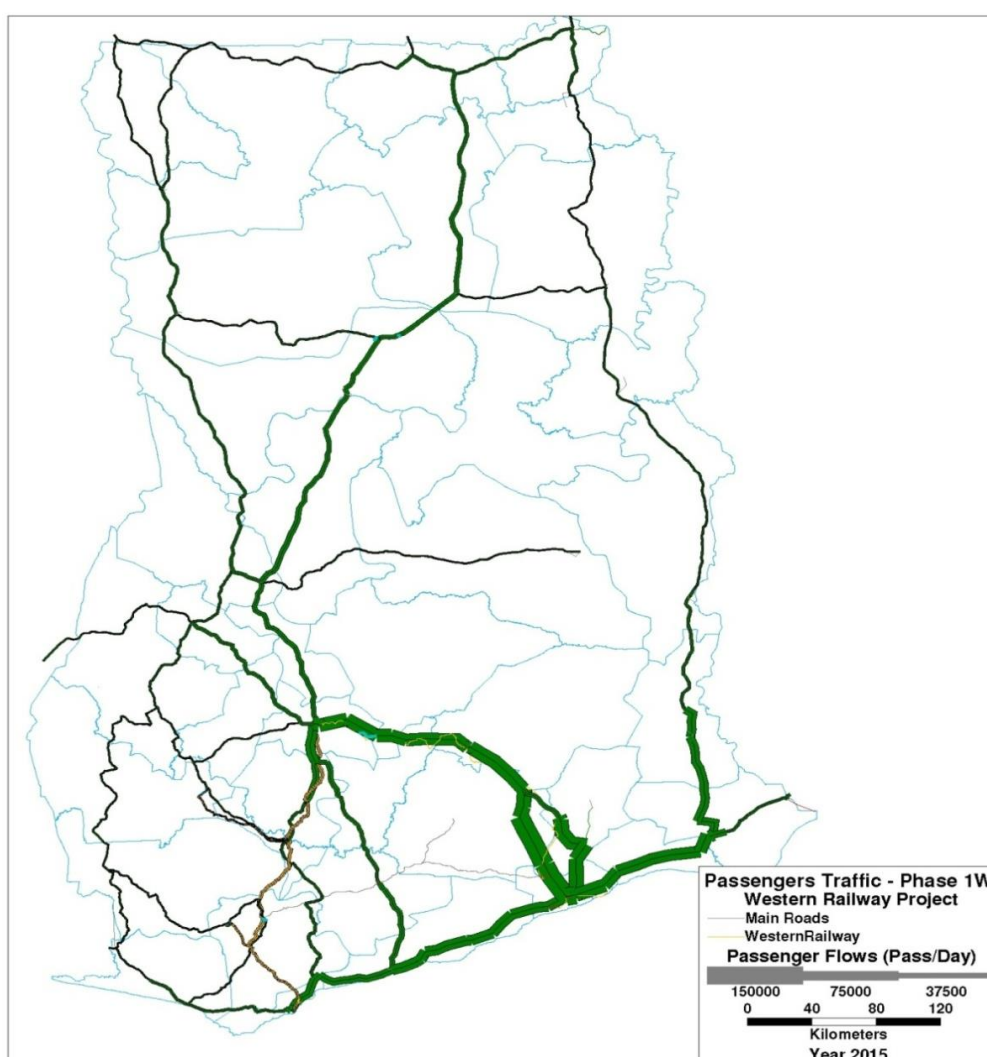 Passengers Traffic - Phase 1W
Western Railway Project
Main Roads
WesternRailway
Passenger Flows (Pass/Day)
150000 75000 37500
0 40 80 120
Kilometers
Year 2015